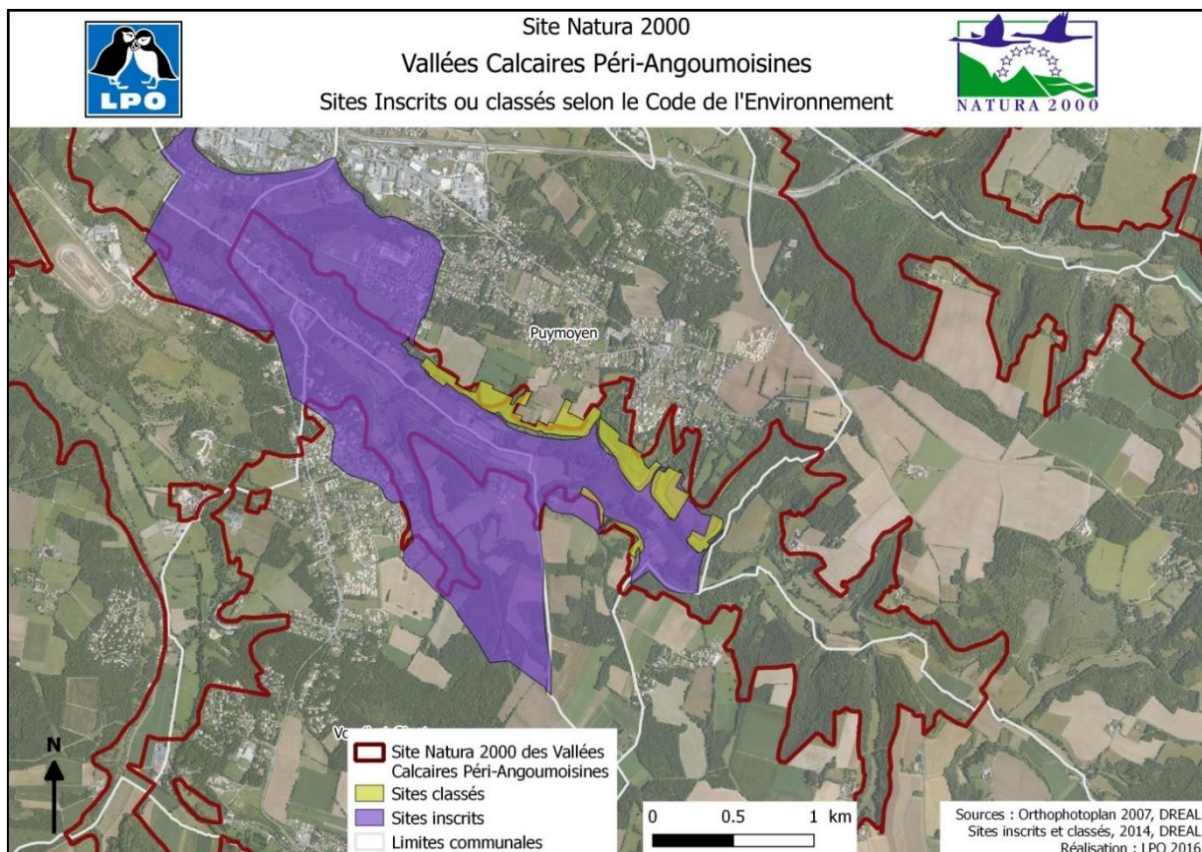 Site Natura 2000
Vallées Calcaires Péri-Angoumoisines
Sites Inscrits ou classés selon le Code de l'Environnement
LPO
NATURA 2000
Puymoyen
N
Site Natura 2000 des Vallées
Calcaires Péri-Angoumoisines
Sites classés
Sites inscrits
Limites communales
0 0.5 1 km
Sources : Orthophotoplan 2007, DREAL
Sites inscrits et classés, 2014, DREAL
Réalisation : LPO 2016